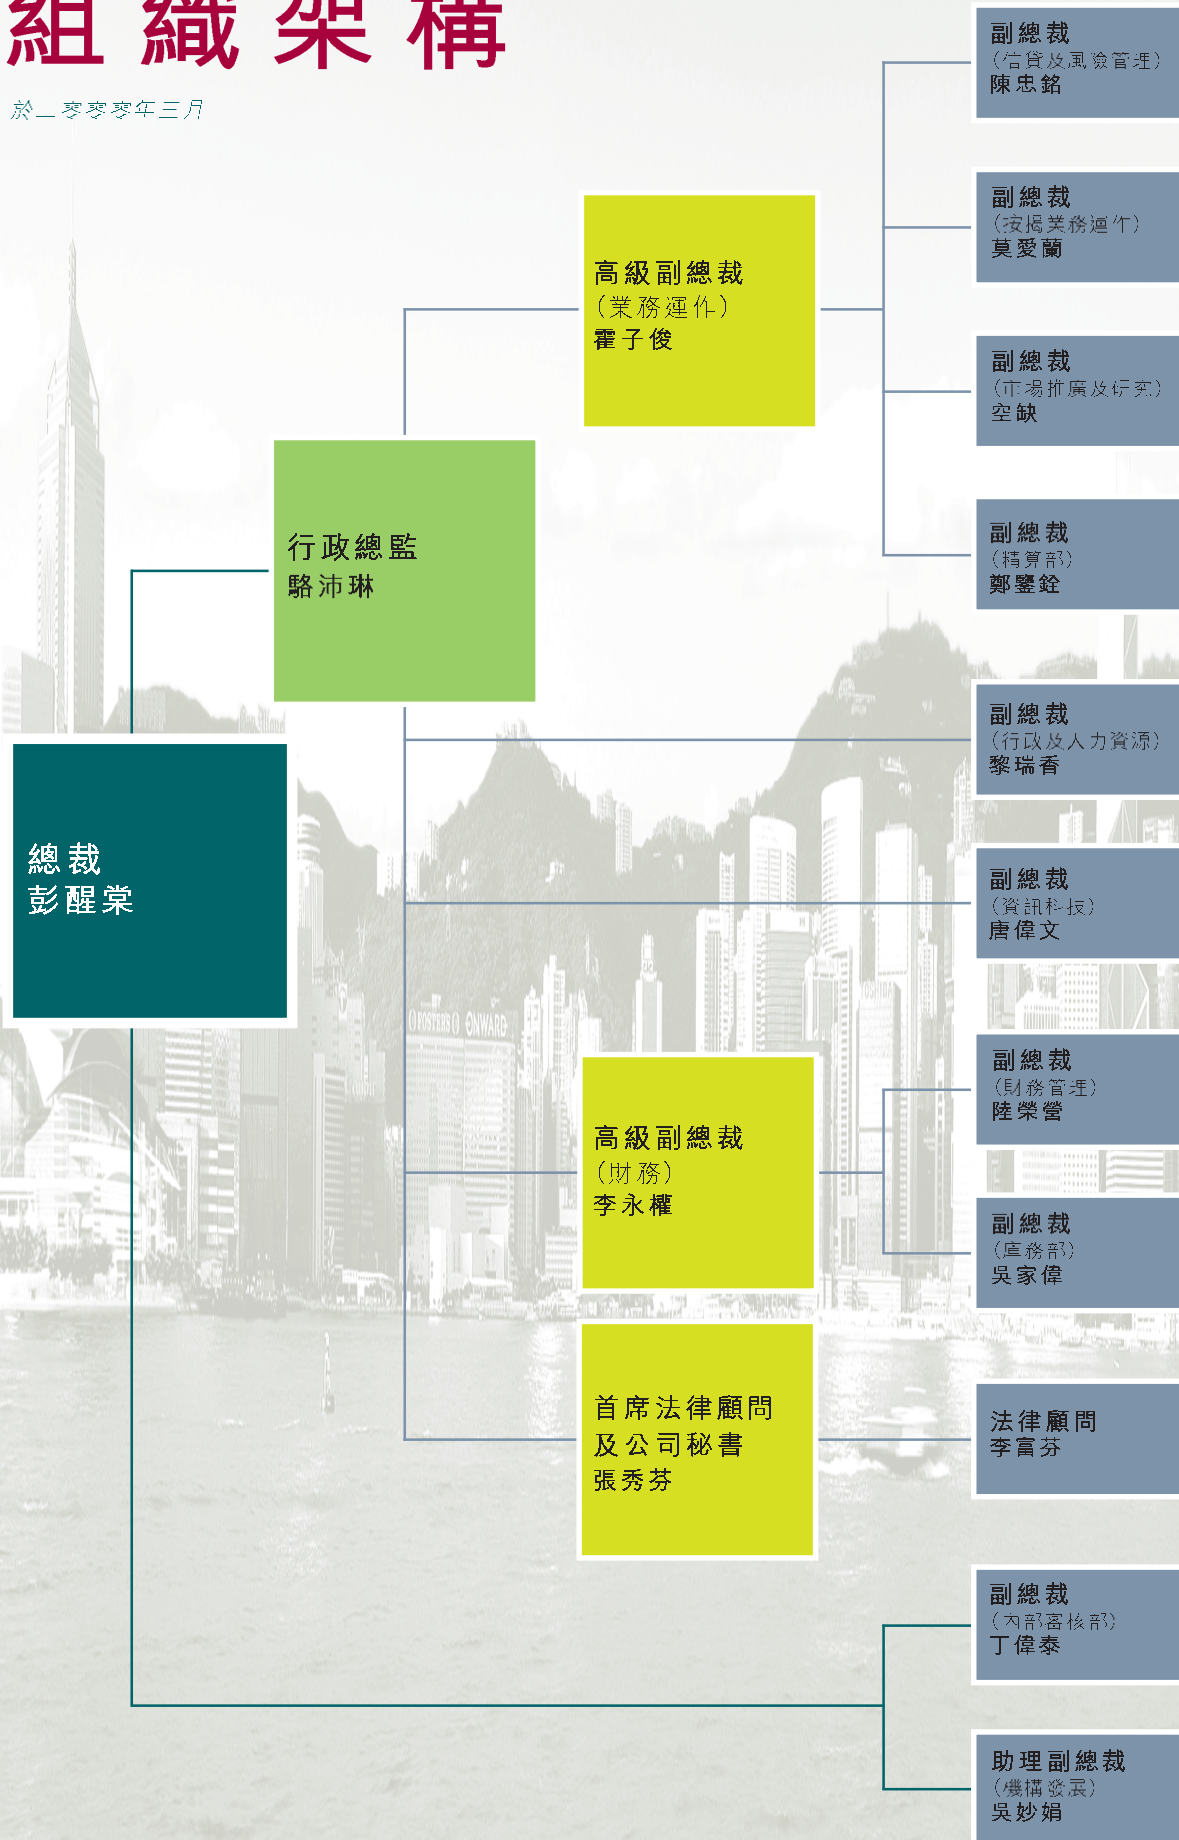 組織架構
於二零零零年三月
副總裁
（信貸及風險管理）
陳忠銘
副總裁
（按揭業務運作）
莫愛蘭
高級副總裁
（業務運作）
霍子俊
副總裁
（市場推廣及研究）
空缺
副總裁
（精算部）
鄭鑒銓
行政總監
駱沛琳
副總裁
（行政及人力資源）
黎瑞香
總裁
彭醒棠
副總裁
（資訊科技）
唐偉文
FOSTERS
ONWARD
副總裁
（財務管理）
陸榮營
高級副總裁
（財務）
李永權
副總裁
（庫務部）
吳家偉
首席法律顧問
及公司秘書
張秀芬
法律顧問
李富芬
副總裁
（內部審核部）
丁偉泰
助理副總裁
（機構發展）
吳妙娟